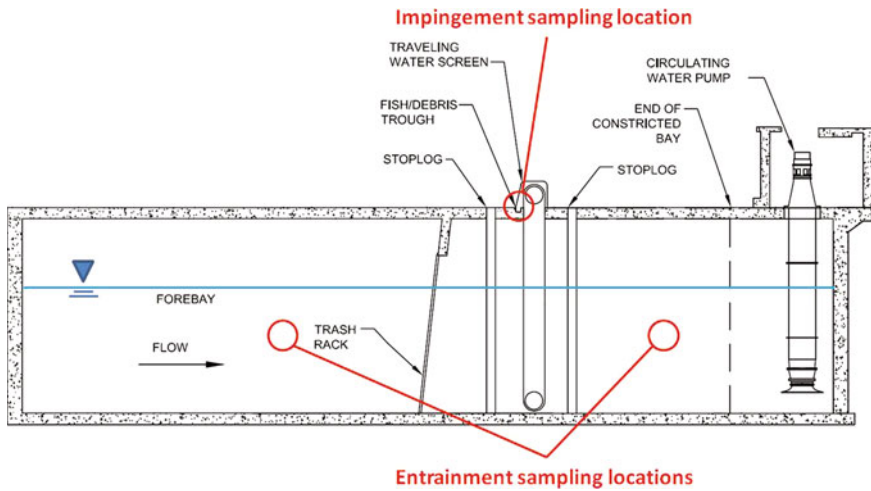 Impingement sampling location
TRAVELING
WATER SCREEN
CIRCULATING
WATER PUMP
FISH/DEBRIS
TROUGH
END OF
CONSTRICTED
BAY
STOPLOG
STOPLOG
FOREBAY
TRASH
RACK
FLOW
Entrainment sampling locations